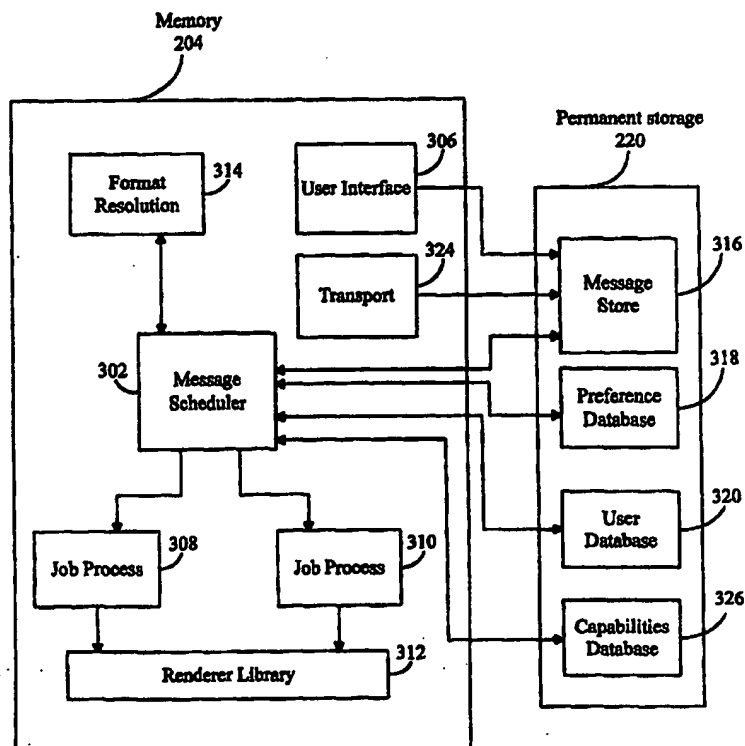 Memory
204
Permanent storage
220
306
314
Format
Resolution
User Interface
316
324
Message
Store
Transport
302
Message
Scheduler
318
Preference
Database
320
User
Database
308
310
Job Process
Job Process
326
Capabilities
Database
312
Renderer Library